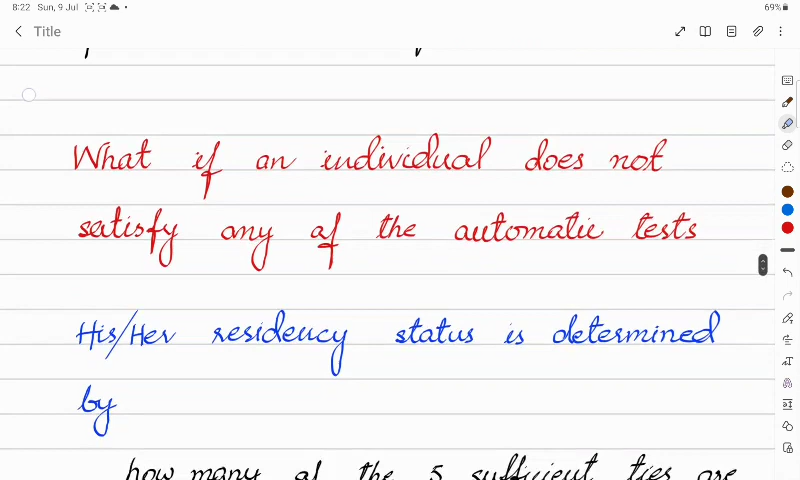 8:22 Sun, 9 Jul 69%
Title
What if an individual does not
satisfy any of the automatic tests
His/Her residency status is determined
by
how many of the 5 sufficient ties are